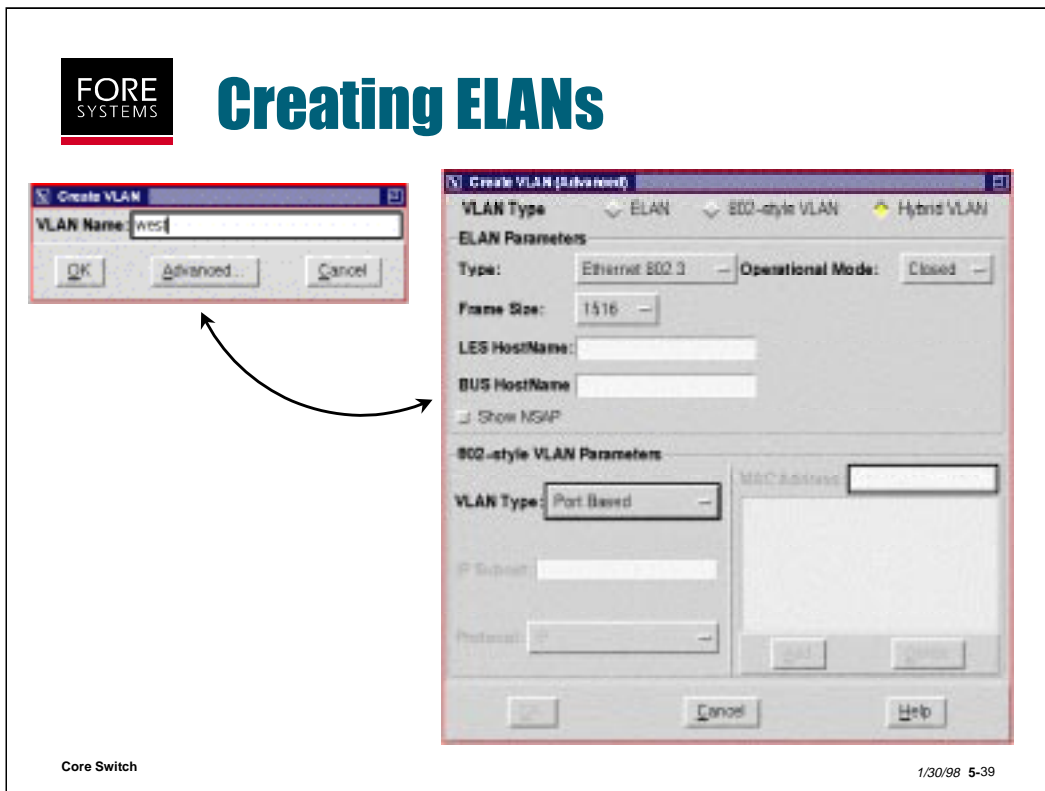 FORE
SYSTEMS
Creating ELANs
Create VLAN
VLAN Name: west
OK Advanced... Cancel
Create VLAN (Advanced)
VLAN Type ELAN 802-style VLAN Hybrid VLAN
ELAN Parameters
Type: Ethernet 802.3 Operational Mode: Closed
Frame Size: 1516
LES HostName:
BUS HostName
Show NSAP
802-style VLAN Parameters
MAC Address:
VLAN Type: Port Based
IP Subnet:
Protocol: IP
Add
Cancel Help
Core Switch
1/30/98 5-39